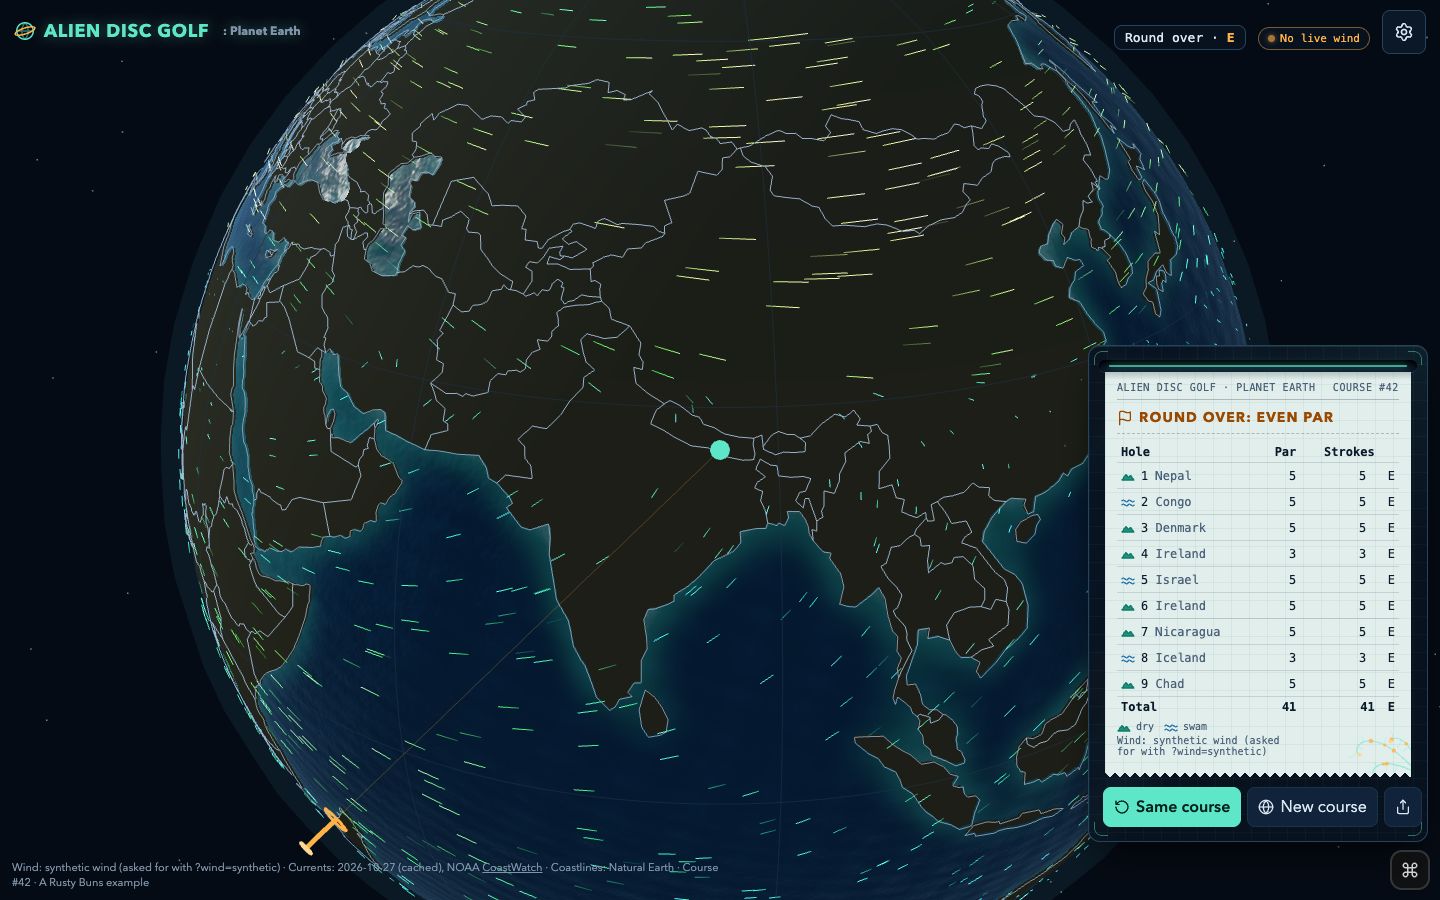 ALIEN DISC GOLF : Planet Earth
Round over · E
No live wind
ALIEN DISC GOLF · PLANET EARTH COURSE #42
ROUND OVER: EVEN PAR
Hole Par Strokes
1 Nepal 5 5 E
2 Congo 5 5 E
3 Denmark 5 5 E
4 Ireland 3 3 E
5 Israel 5 5 E
6 Ireland 5 5 E
7 Nicaragua 5 5 E
8 Iceland 3 3 E
9 Chad 5 5 E
Total 41 41 E
dry swam
Wind: synthetic wind (asked
for with ?wind=synthetic)
Same course
New course
Wind: synthetic wind (asked for with ?wind=synthetic) · Currents: 2026-10-27 (cached), NOAA CoastWatch · Coastlines: Natural Earth · Course
#42 · A Rusty Buns example